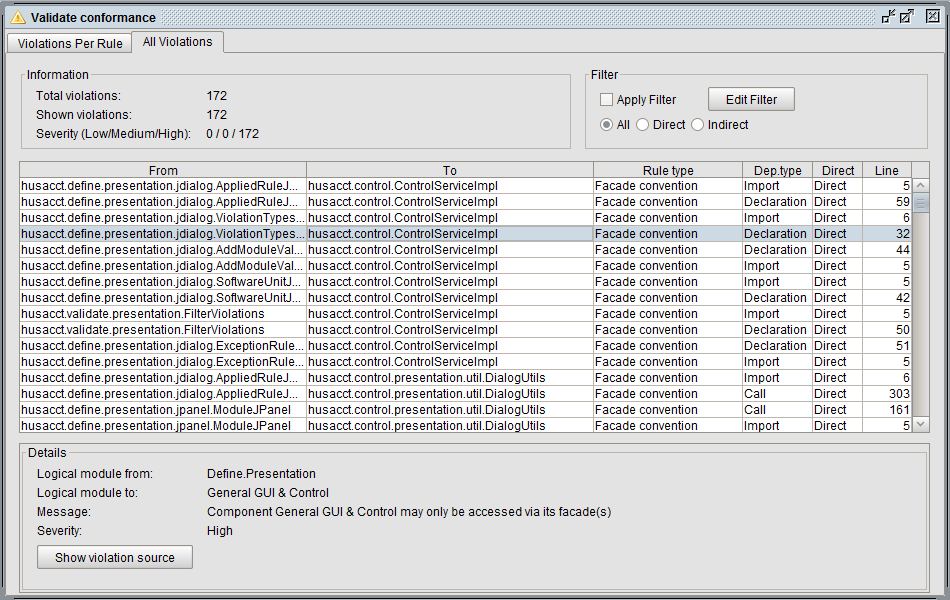 Validate conformance
Violations Per Rule All Violations
Information
Total violations: 172
Shown violations: 172
Severity (Low/Medium/High): 0 / 0 / 172
Filter
Apply Filter Edit Filter
All Direct Indirect
From To Rule type Dep.type Direct Line
husacct.define.presentation.jdialog.AppliedRuleJ... husacct.control.ControlServiceImpl Facade convention Import Direct 5
husacct.define.presentation.jdialog.AppliedRuleJ... husacct.control.ControlServiceImpl Facade convention Declaration Direct 59
husacct.define.presentation.jdialog.ViolationTypes... husacct.control.ControlServiceImpl Facade convention Import Direct 6
husacct.define.presentation.jdialog.ViolationTypes... husacct.control.ControlServiceImpl Facade convention Declaration Direct 32
husacct.define.presentation.jdialog.AddModuleVal... husacct.control.ControlServiceImpl Facade convention Declaration Direct 44
husacct.define.presentation.jdialog.AddModuleVal... husacct.control.ControlServiceImpl Facade convention Import Direct 5
husacct.define.presentation.jdialog.SoftwareUnitJ... husacct.control.ControlServiceImpl Facade convention Import Direct 5
husacct.define.presentation.jdialog.SoftwareUnitJ... husacct.control.ControlServiceImpl Facade convention Declaration Direct 42
husacct.validate.presentation.FilterViolations husacct.control.ControlServiceImpl Facade convention Import Direct 5
husacct.validate.presentation.FilterViolations husacct.control.ControlServiceImpl Facade convention Declaration Direct 50
husacct.define.presentation.jdialog.ExceptionRule... husacct.control.ControlServiceImpl Facade convention Declaration Direct 51
husacct.define.presentation.jdialog.ExceptionRule... husacct.control.ControlServiceImpl Facade convention Import Direct 5
husacct.define.presentation.jdialog.AppliedRuleJ... husacct.control.presentation.util.DialogUtils Facade convention Import Direct 6
husacct.define.presentation.jdialog.AppliedRuleJ... husacct.control.presentation.util.DialogUtils Facade convention Call Direct 303
husacct.define.presentation.jpanel.ModuleJPanel husacct.control.presentation.util.DialogUtils Facade convention Call Direct 161
husacct.define.presentation.jpanel.ModuleJPanel husacct.control.presentation.util.DialogUtils Facade convention Import Direct 5
Details
Logical module from: Define.Presentation
Logical module to: General GUI & Control
Message: Component General GUI & Control may only be accessed via its facade(s)
Severity: High
Show violation source